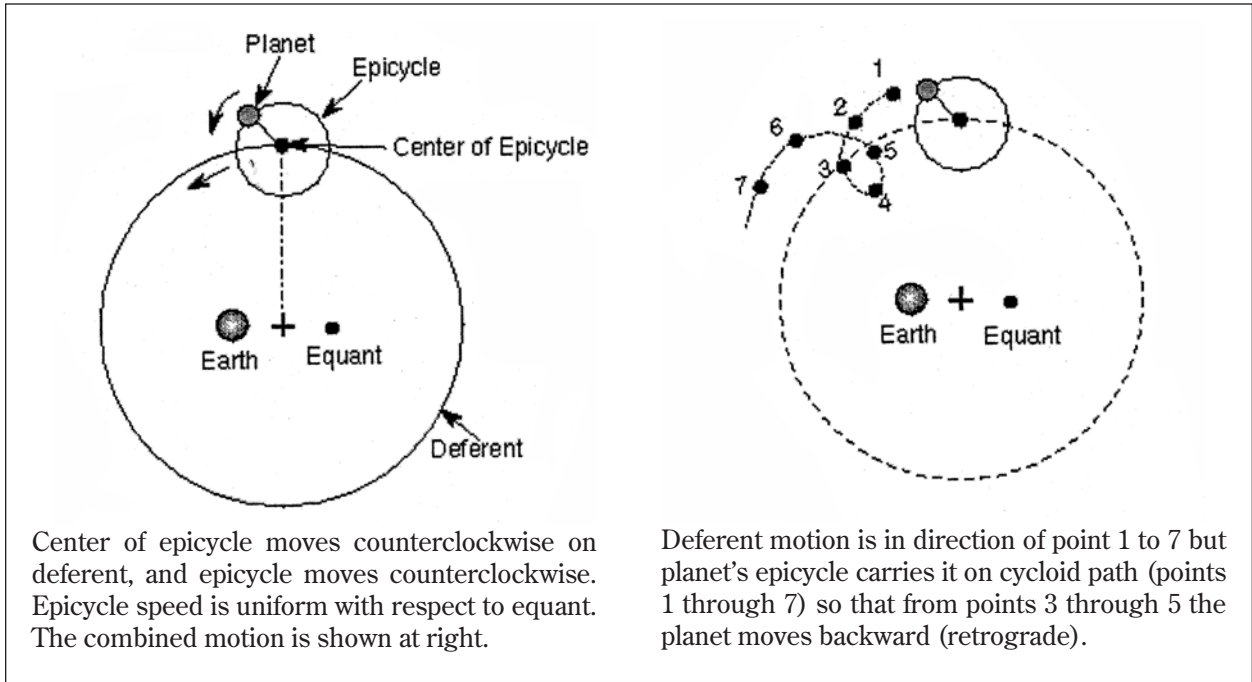 Planet
Epicycle
Center of Epicycle
Earth
Equant
Deferent
Center of epicycle moves counterclockwise on
deferent, and epicycle moves counterclockwise.
Epicycle speed is uniform with respect to equant.
The combined motion is shown at right.
1
2
6
5
3
7
4
Earth
Equant
Deferent motion is in direction of point 1 to 7 but
planet’s epicycle carries it on cycloid path (points
1 through 7) so that from points 3 through 5 the
planet moves backward (retrograde).